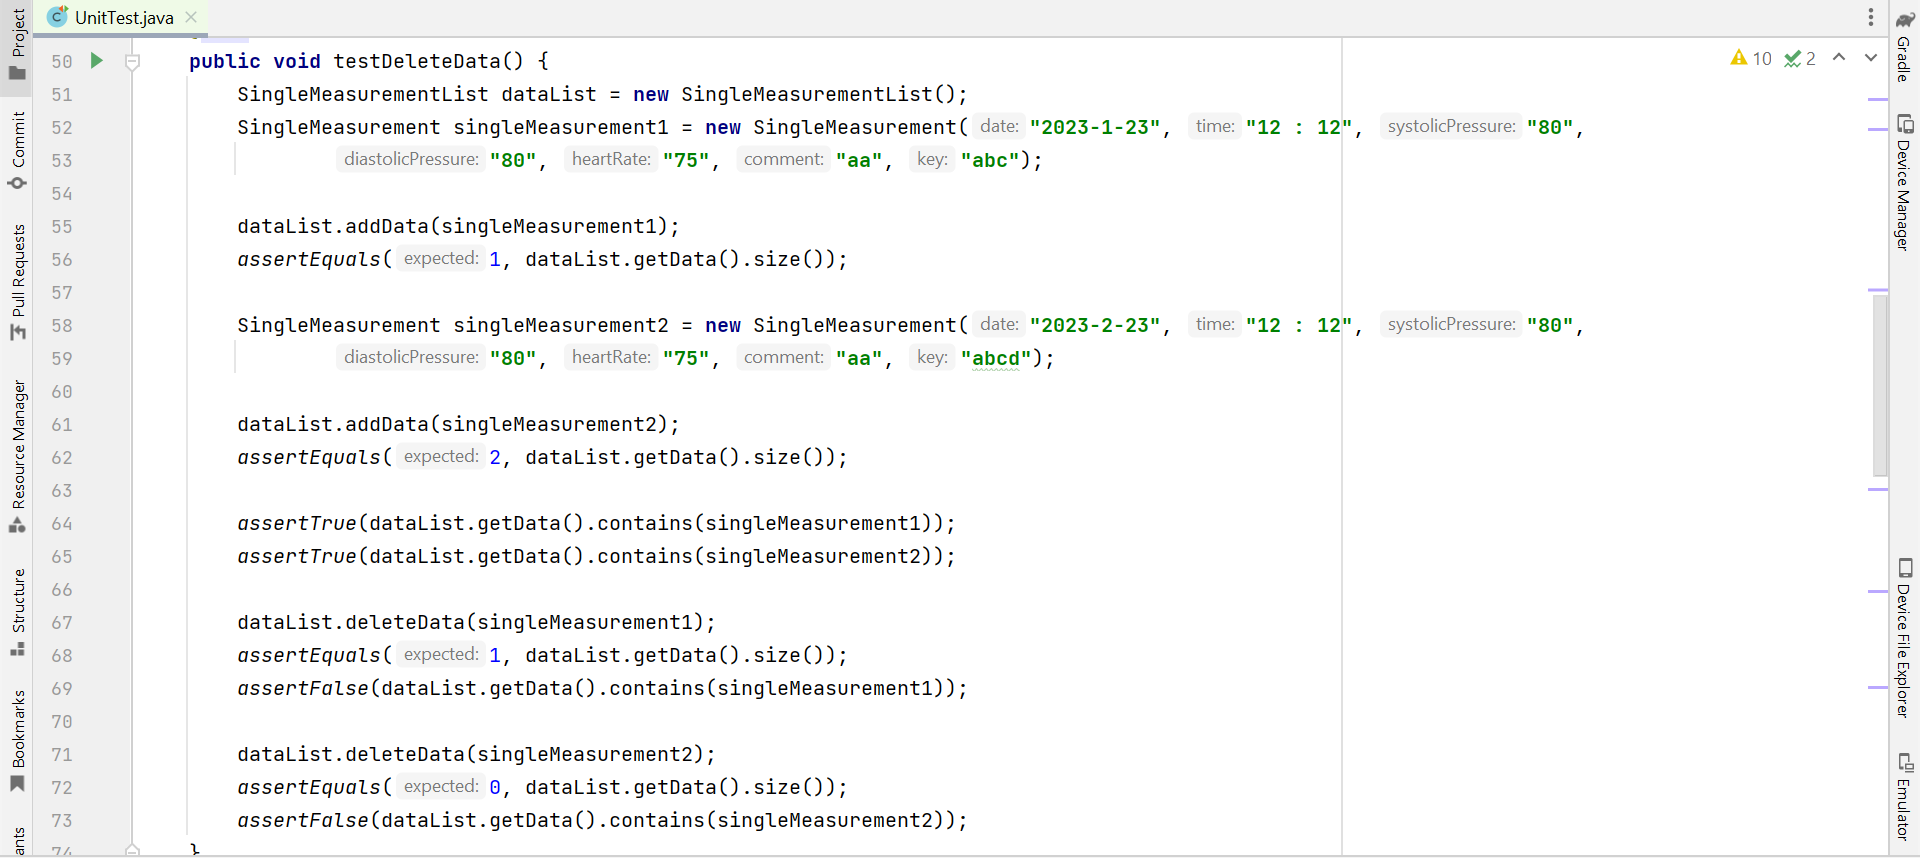 UnitTest.java
Project
Commit
Pull Requests
Resource Manager
Structure
Bookmarks
10 2
50 public void testDeleteData() {
51 SingleMeasurementList dataList = new SingleMeasurementList();
52 SingleMeasurement singleMeasurement1 = new SingleMeasurement( date: "2023-1-23", time: "12 : 12", systolicPressure: "80",
53 diastolicPressure: "80", heartRate: "75", comment: "aa", key: "abc");
54
55 dataList.addData(singleMeasurement1);
56 assertEquals( expected: 1, dataList.getData().size());
57
58 SingleMeasurement singleMeasurement2 = new SingleMeasurement( date: "2023-2-23", time: "12 : 12", systolicPressure: "80",
59 diastolicPressure: "80", heartRate: "75", comment: "aa", key: "abcd");
60
61 dataList.addData(singleMeasurement2);
62 assertEquals( expected: 2, dataList.getData().size());
63
64 assertTrue(dataList.getData().contains(singleMeasurement1));
65 assertTrue(dataList.getData().contains(singleMeasurement2));
66
67 dataList.deleteData(singleMeasurement1);
68 assertEquals( expected: 1, dataList.getData().size());
69 assertFalse(dataList.getData().contains(singleMeasurement1));
70
71 dataList.deleteData(singleMeasurement2);
72 assertEquals( expected: 0, dataList.getData().size());
73 assertFalse(dataList.getData().contains(singleMeasurement2));
74 }
Gradle
Device Manager
Device File Explorer
Emulator